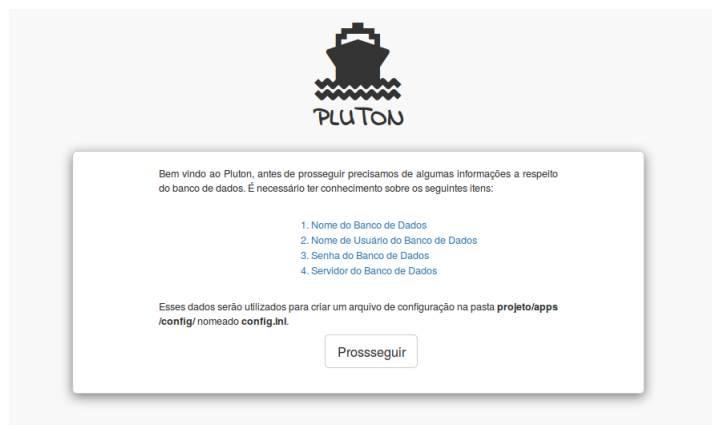 PLUTON
Bem vindo ao Pluton, antes de prosseguir precisamos de algumas informações a respeito
do banco de dados. É necessário ter conhecimento sobre os seguintes itens:
1. Nome do Banco de Dados
2. Nome de Usuário do Banco de Dados
3. Senha do Banco de Dados
4. Servidor do Banco de Dados
Esses dados serão utilizados para criar um arquivo de configuração na pasta projeto/apps
/config/ nomeado config.ini.
Prossseguir